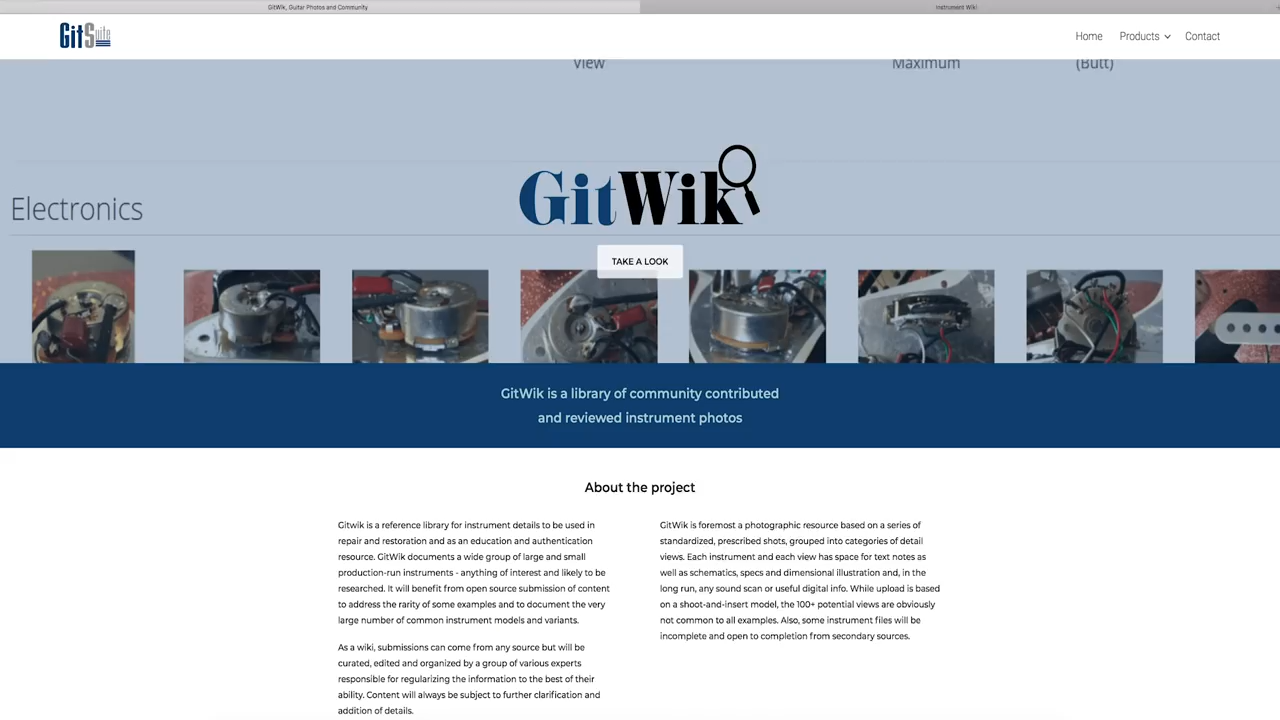 GitWik, Guitar Photos and Community
Instrument Wiki
GitSuite
Home
Products
Contact
View
Maximum
(Butt)
GitWik
Electronics
TAKE A LOOK
GitWik is a library of community contributed
and reviewed instrument photos
About the project
Gitwik is a reference library for instrument details to be used in
repair and restoration and as an education and authentication
resource. GitWik documents a wide group of large and small
production-run instruments - anything of interest and likely to be
researched. It will benefit from open source submission of content
to address the rarity of some examples and to document the very
large number of common instrument models and variants.
As a wiki, submissions can come from any source but will be
curated, edited and organized by a group of various experts
responsible for regularizing the information to the best of their
ability. Content will always be subject to further clarification and
addition of details.
GitWik is foremost a photographic resource based on a series of
standardized, prescribed shots, grouped into categories of detail
views. Each instrument and each view has space for text notes as
well as schematics, specs and dimensional illustration and, in the
long run, any sound scan or useful digital info. While upload is based
on a shoot-and-insert model, the 100+ potential views are obviously
not common to all examples. Also, some instrument files will be
incomplete and open to completion from secondary sources.